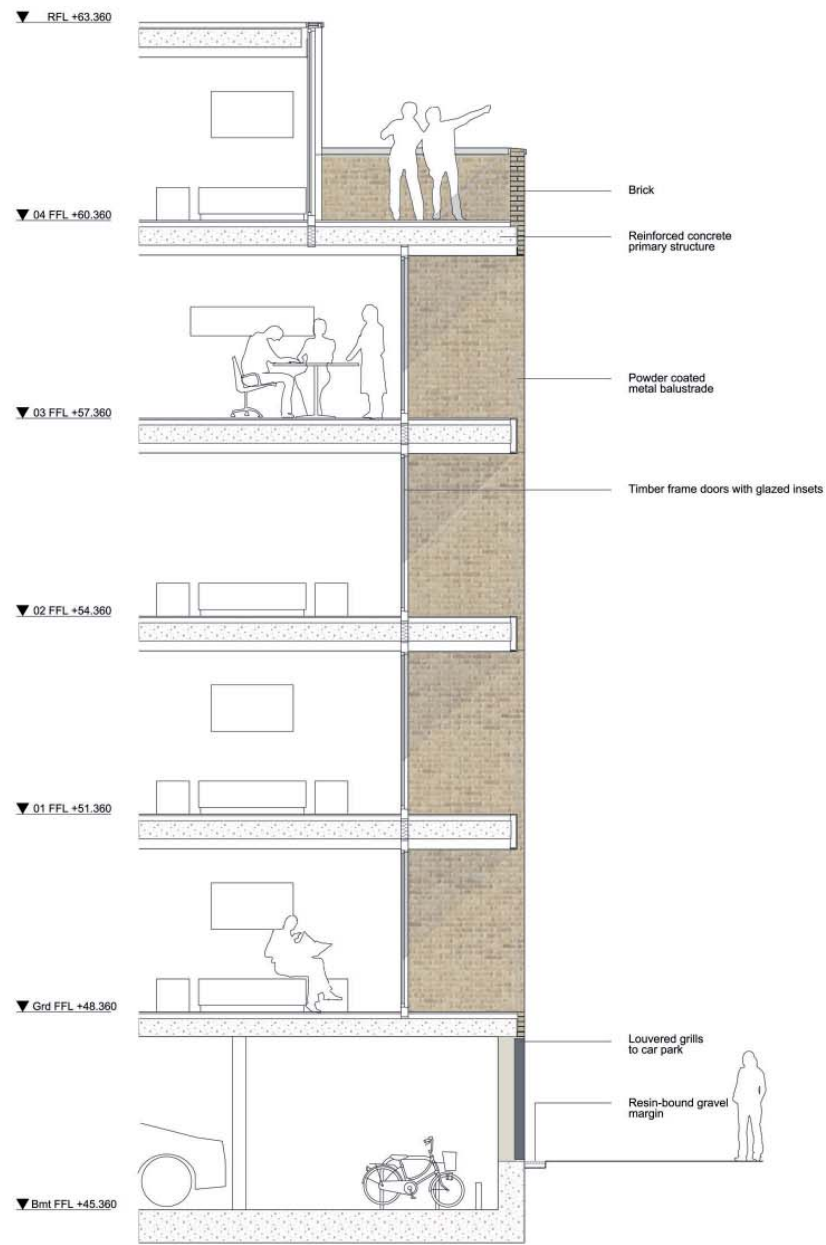 RFL +63.360
Brick
04 FFL +60.360
Reinforced concrete
primary structure
Powder coated
metal balustrade
03 FFL +57.360
Timber frame doors with glazed insets
02 FFL +54.360
01 FFL +51.360
Grd FFL +48.360
Louvered grills
to car park
Resin-bound gravel
margin
Bmt FFL +45.360